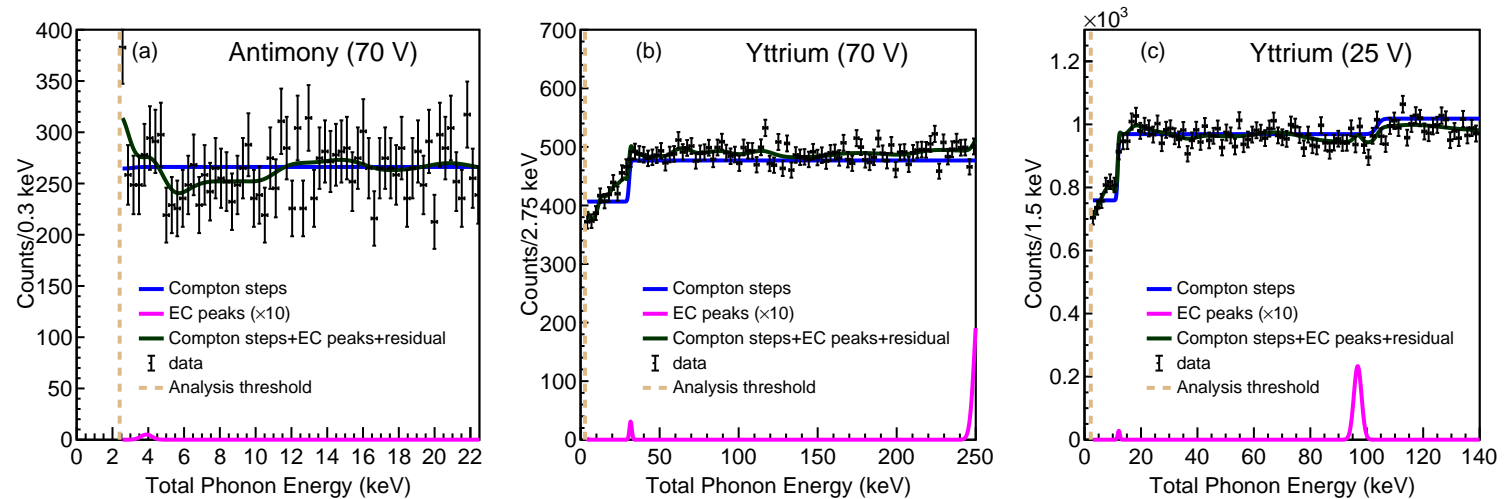 (a) Antimony (70 V)
Counts/0.3 keV
400
350
300
250
200
150
100
50
0
Compton steps
EC peaks (×10)
Compton steps+EC peaks+residual
data
Analysis threshold
0 2 4 6 8 10 12 14 16 18 20 22
Total Phonon Energy (keV)
(b) Yttrium (70 V)
Counts/2.75 keV
700
600
500
400
300
200
100
0
Compton steps
EC peaks (×10)
Compton steps+EC peaks+residual
data
Analysis threshold
0 50 100 150 200 250
Total Phonon Energy (keV)
×10³
(c) Yttrium (25 V)
Counts/1.5 keV
1.2
1
0.8
0.6
0.4
0.2
0
Compton steps
EC peaks (×10)
Compton steps+EC peaks+residual
data
Analysis threshold
0 20 40 60 80 100 120 140
Total Phonon Energy (keV)